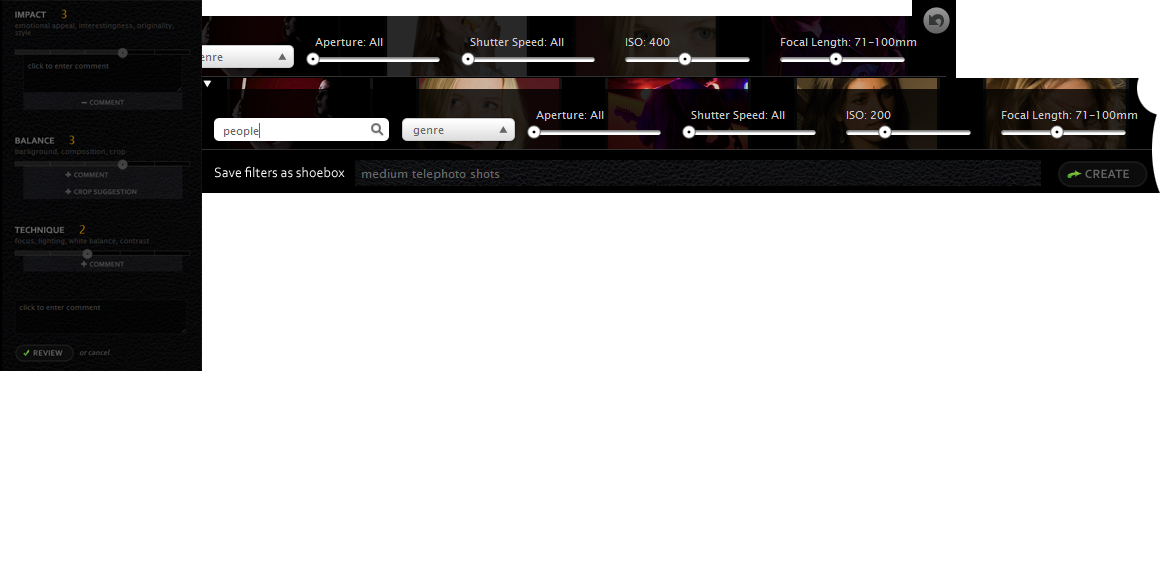 IMPACT 3
emotional appeal, interestingness, originality,
style
click to enter comment
COMMENT
BALANCE 3
background, composition, crop
COMMENT
CROP SUGGESTION
TECHNIQUE 2
focus, lighting, white balance, contrast
COMMENT
click to enter comment
REVIEW or cancel
enre Aperture: All Shutter Speed: All ISO: 400 Focal Length: 71-100mm
people genre Aperture: All Shutter Speed: All ISO: 200 Focal Length: 71-100mm
Save filters as shoebox medium telephoto shots CREATE